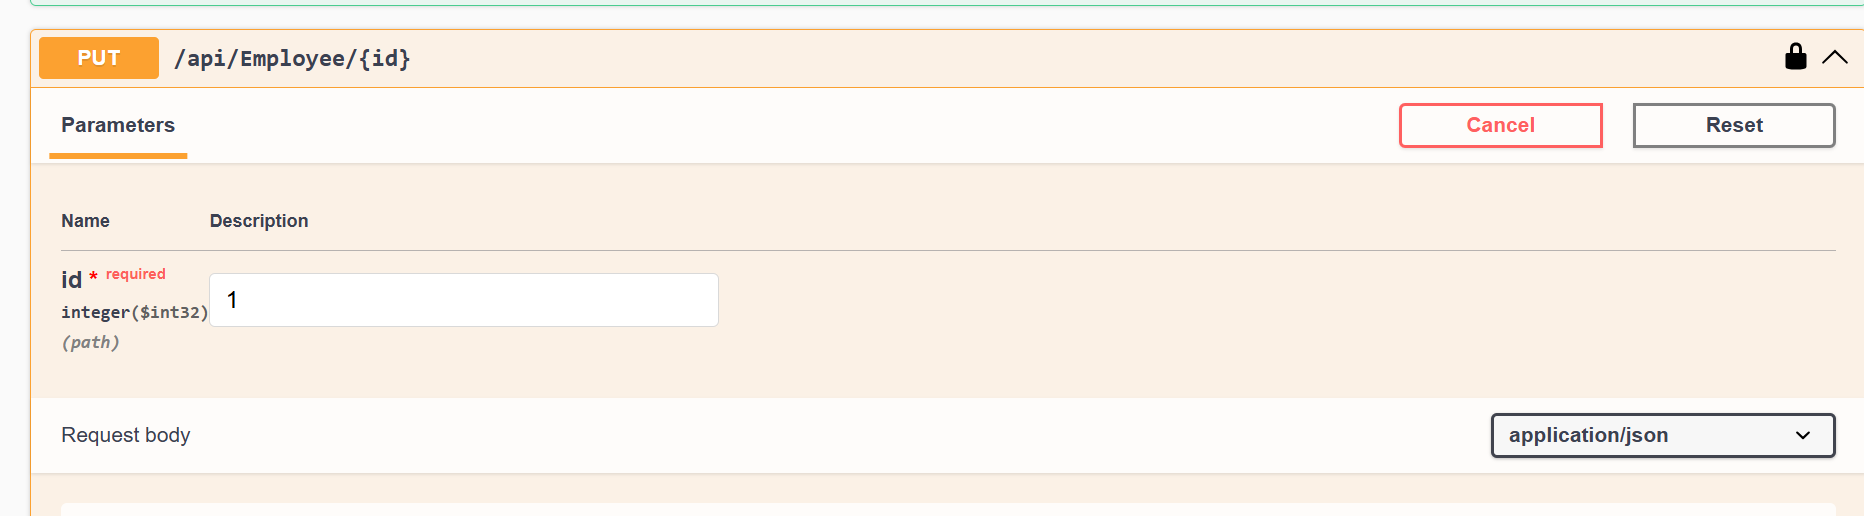 PUT /api/Employee/{id}
Parameters Cancel Reset
Name Description
id * required
integer($int32) 1
(path)
Request body application/json